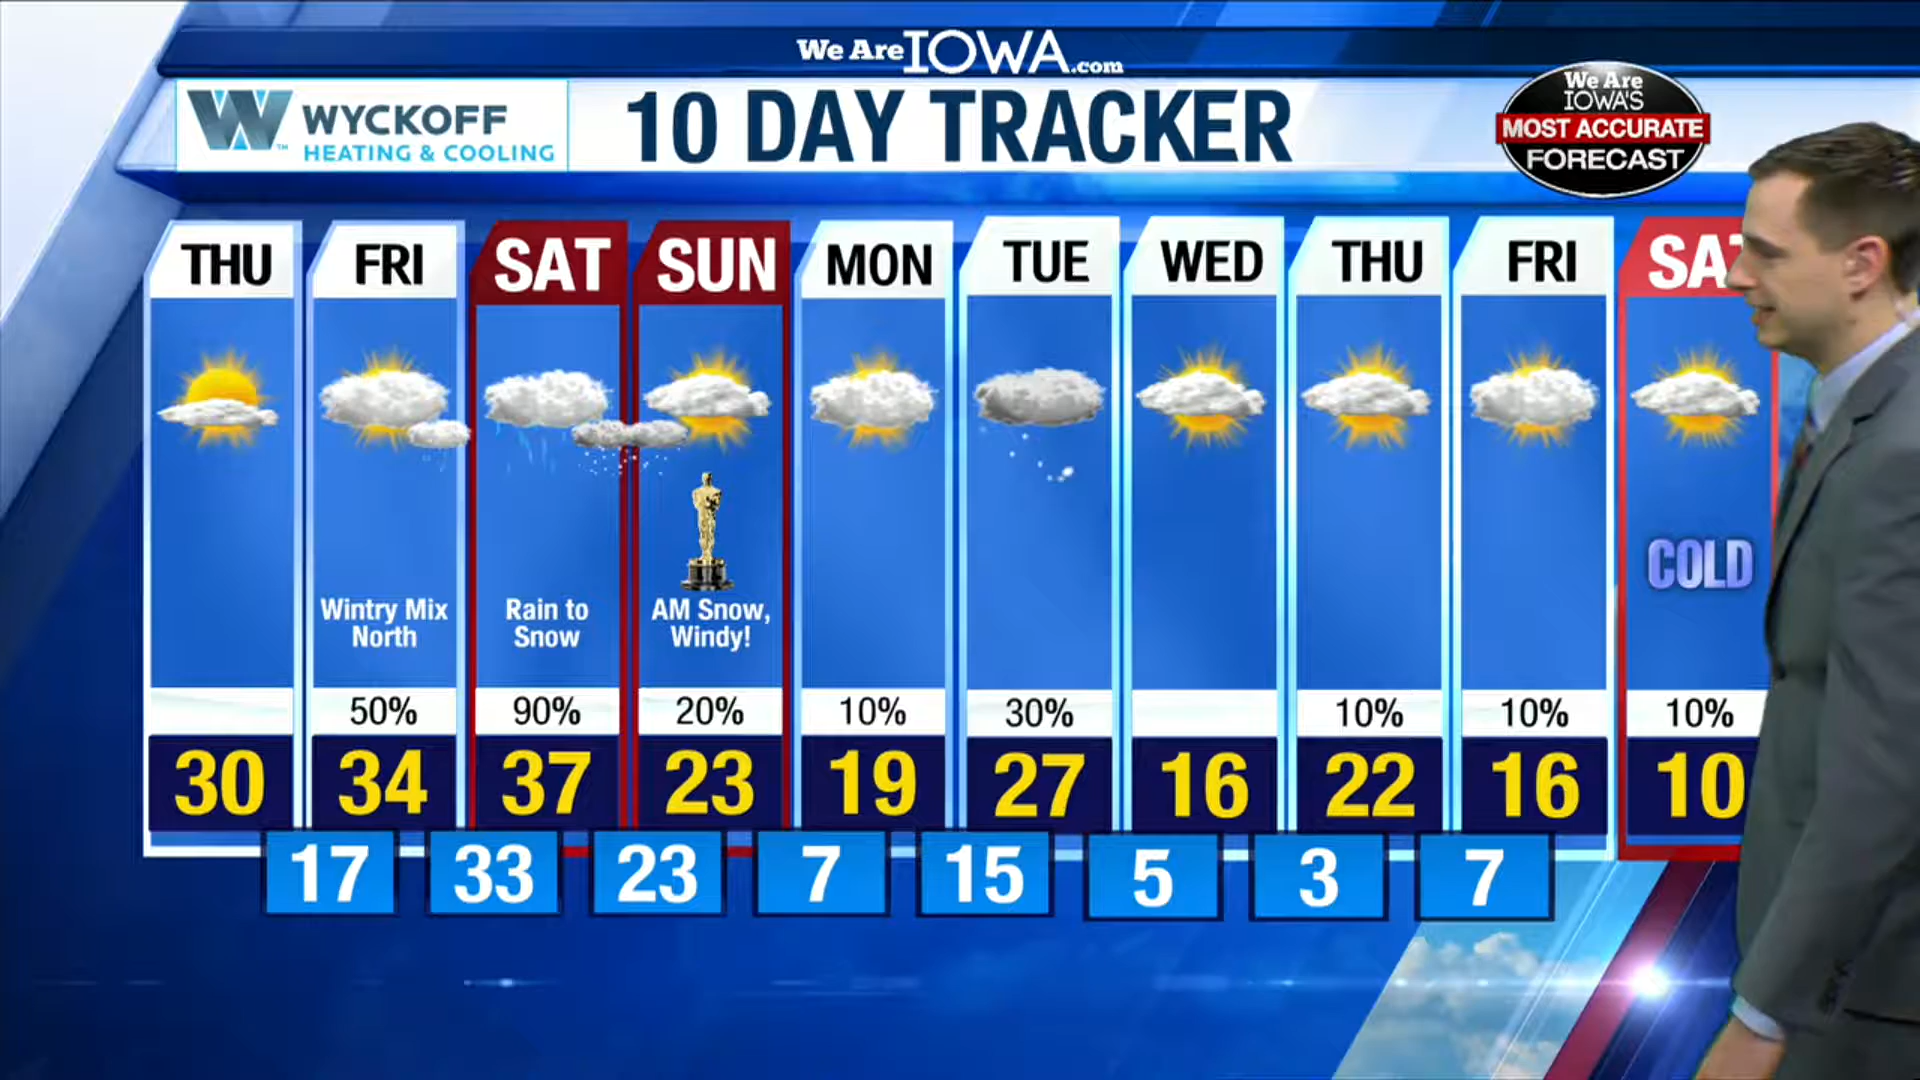 We Are IOWA.com
WYCKOFF
HEATING & COOLING
10 DAY TRACKER
We Are
IOWA'S
MOST ACCURATE
FORECAST
THU FRI SAT SUN MON TUE WED THU FRI
COLD
Wintry Mix
North
Rain to
Snow
AM Snow,
Windy!
50% 90% 20% 10% 30% 10% 10% 10%
30 34 37 23 19 27 16 22 16 10
17 33 23 7 15 5 3 7